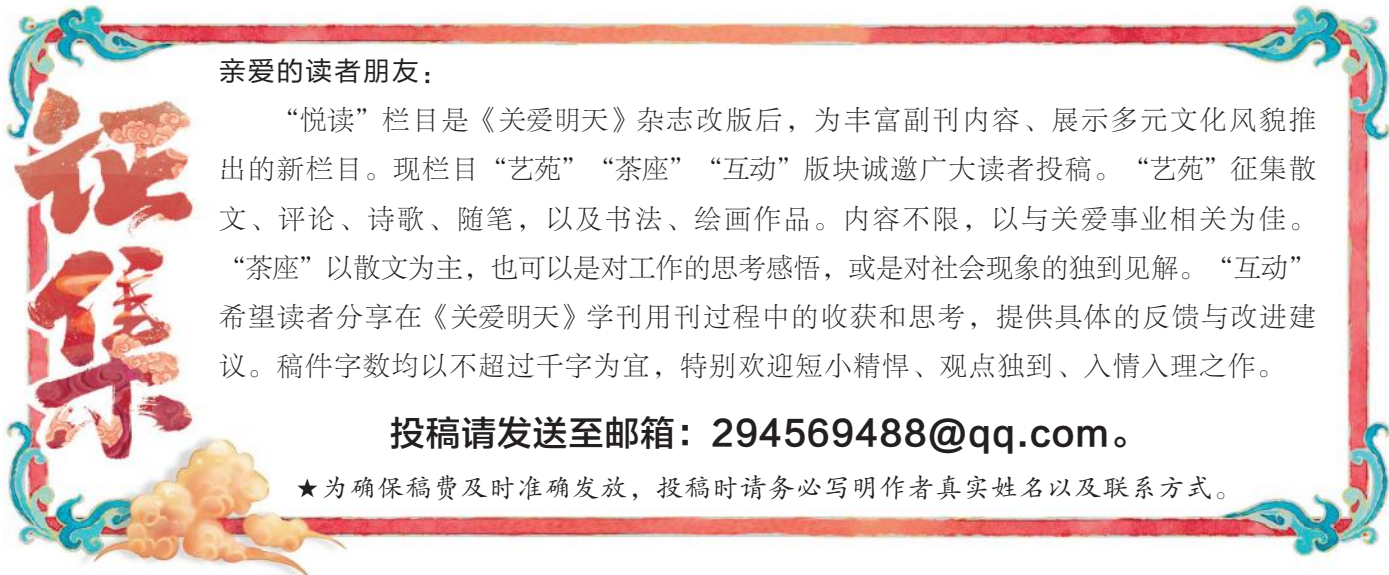 征集
亲爱的读者朋友：
“悦读”栏目是《关爱明天》杂志改版后，为丰富副刊内容、展示多元文化风貌推
出的新栏目。现栏目“艺苑”“茶座”“互动”版块诚邀广大读者投稿。“艺苑”征集散
文、评论、诗歌、随笔，以及书法、绘画作品。内容不限，以与关爱事业相关为佳。
“茶座”以散文为主，也可以是对工作的思考感悟，或是对社会现象的独到见解。“互动”
希望读者分享在《关爱明天》学刊用刊过程中的收获和思考，提供具体的反馈与改进建
议。稿件字数均以不超过千字为宜，特别欢迎短小精悍、观点独到、入情入理之作。
投稿请发送至邮箱：294569488@qq.com。
★为确保稿费及时准确发放，投稿时请务必写明作者真实姓名以及联系方式。